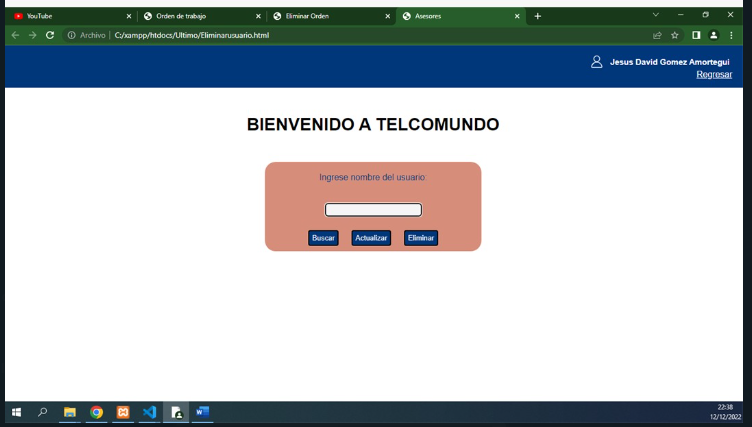 YouTube
Orden de trabajo
Eliminar Orden
Asesores
Archivo
C:/xampp/htdocs/Ultimo/Eliminarusuario.html
Jesus David Gomez Amortegui
Regresar
BIENVENIDO A TELCOMUNDO
Ingrese nombre del usuario:
Buscar Actualizar Eliminar
22:38
12/12/2022